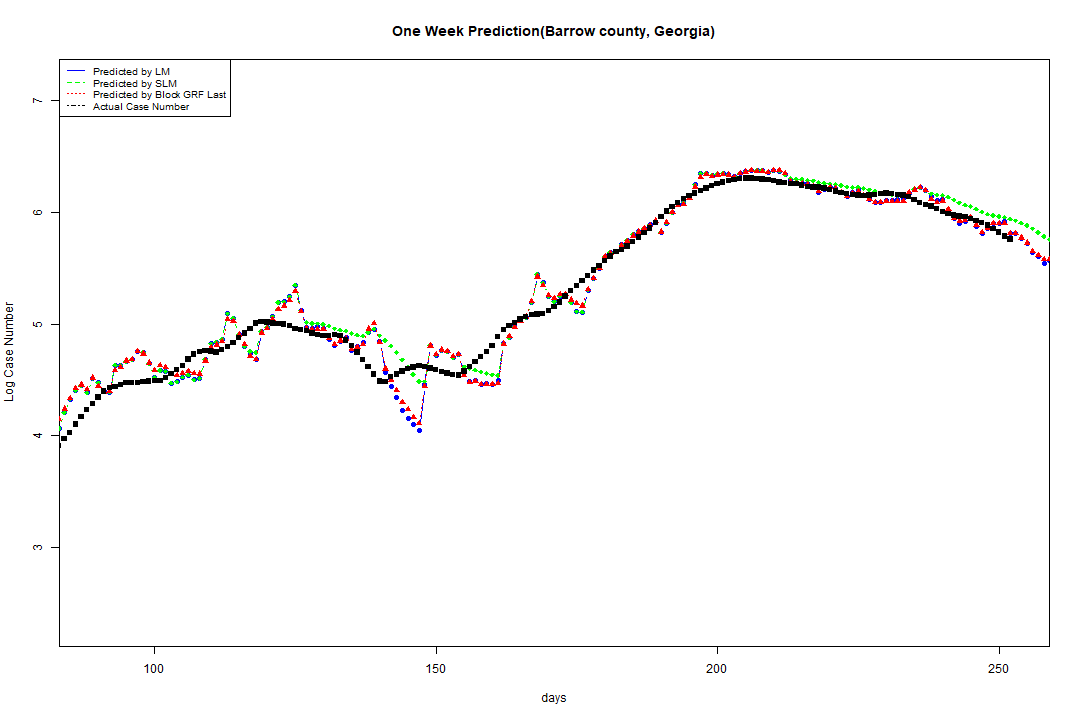 One Week Prediction(Barrow county, Georgia)
Predicted by LM
Predicted by SLM
Predicted by Block GRF Last
Actual Case Number
7
6
5
4
3
Log Case Number
100
150
200
250
days